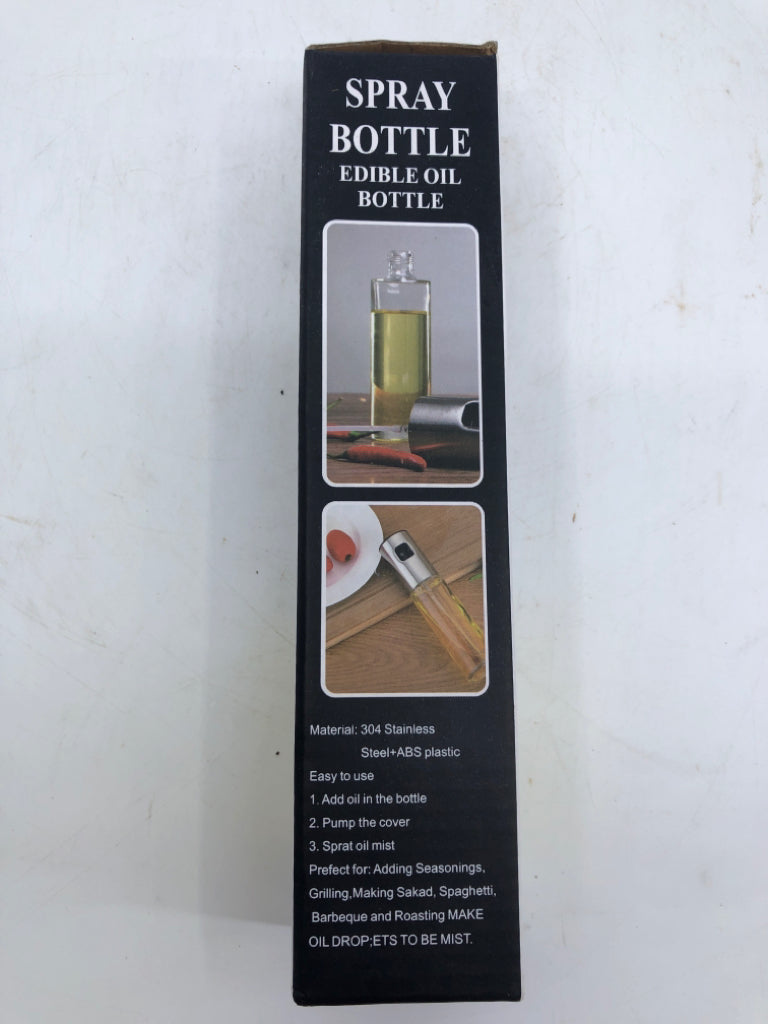 SPRAY
BOTTLE
EDIBLE OIL
BOTTLE
Material: 304 Stainless
Steel+ABS plastic
Easy to use
1. Add oil in the bottle
2. Pump the cover
3. Sprat oil mist
Prefect for: Adding Seasonings,
Grilling,Making Sakad, Spaghetti,
Barbeque and Roasting MAKE
OIL DROP;ETS TO BE MIST.